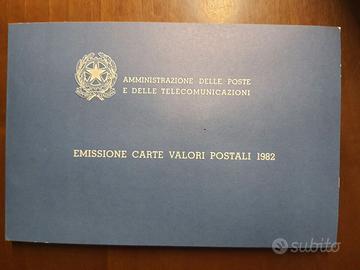 AMMINISTRAZIONE DELLE POSTE
E DELLE TELECOMUNICAZIONI
EMISSIONE CARTE VALORI POSTALI 1982
subito